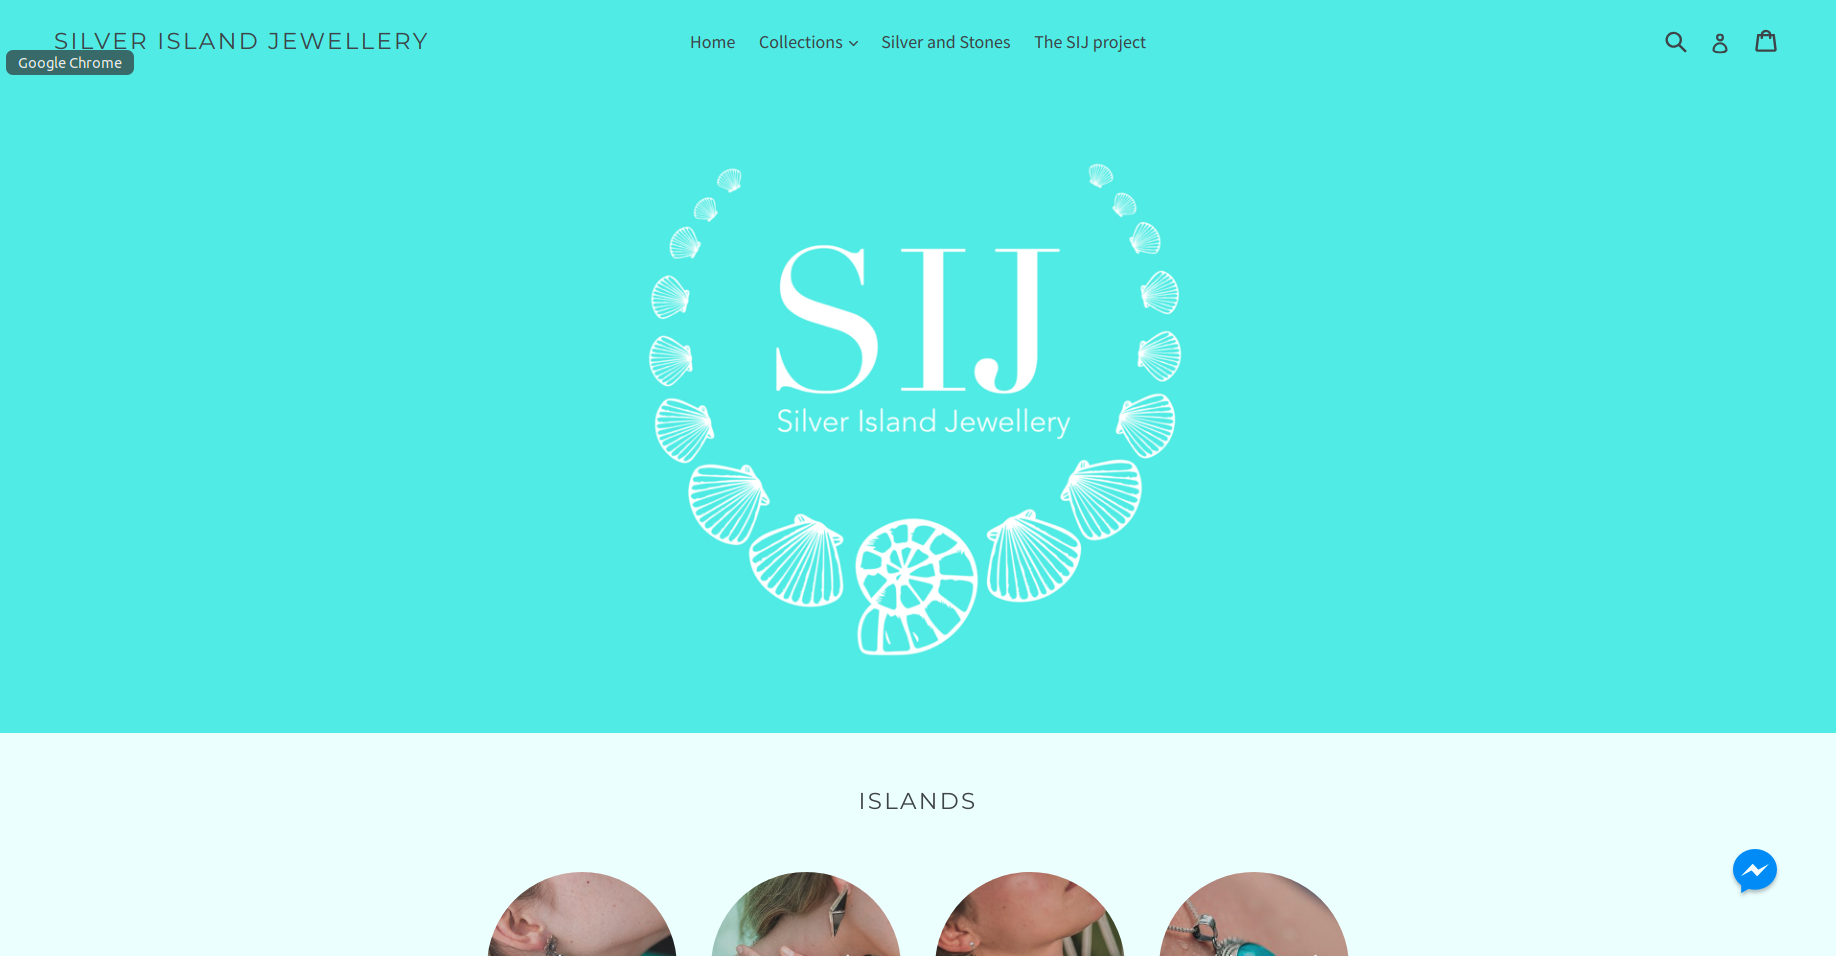 SILVER ISLAND JEWELLERY
Google Chrome
Home Collections Silver and Stones The SIJ project
SIJ
Silver Island Jewellery
ISLANDS